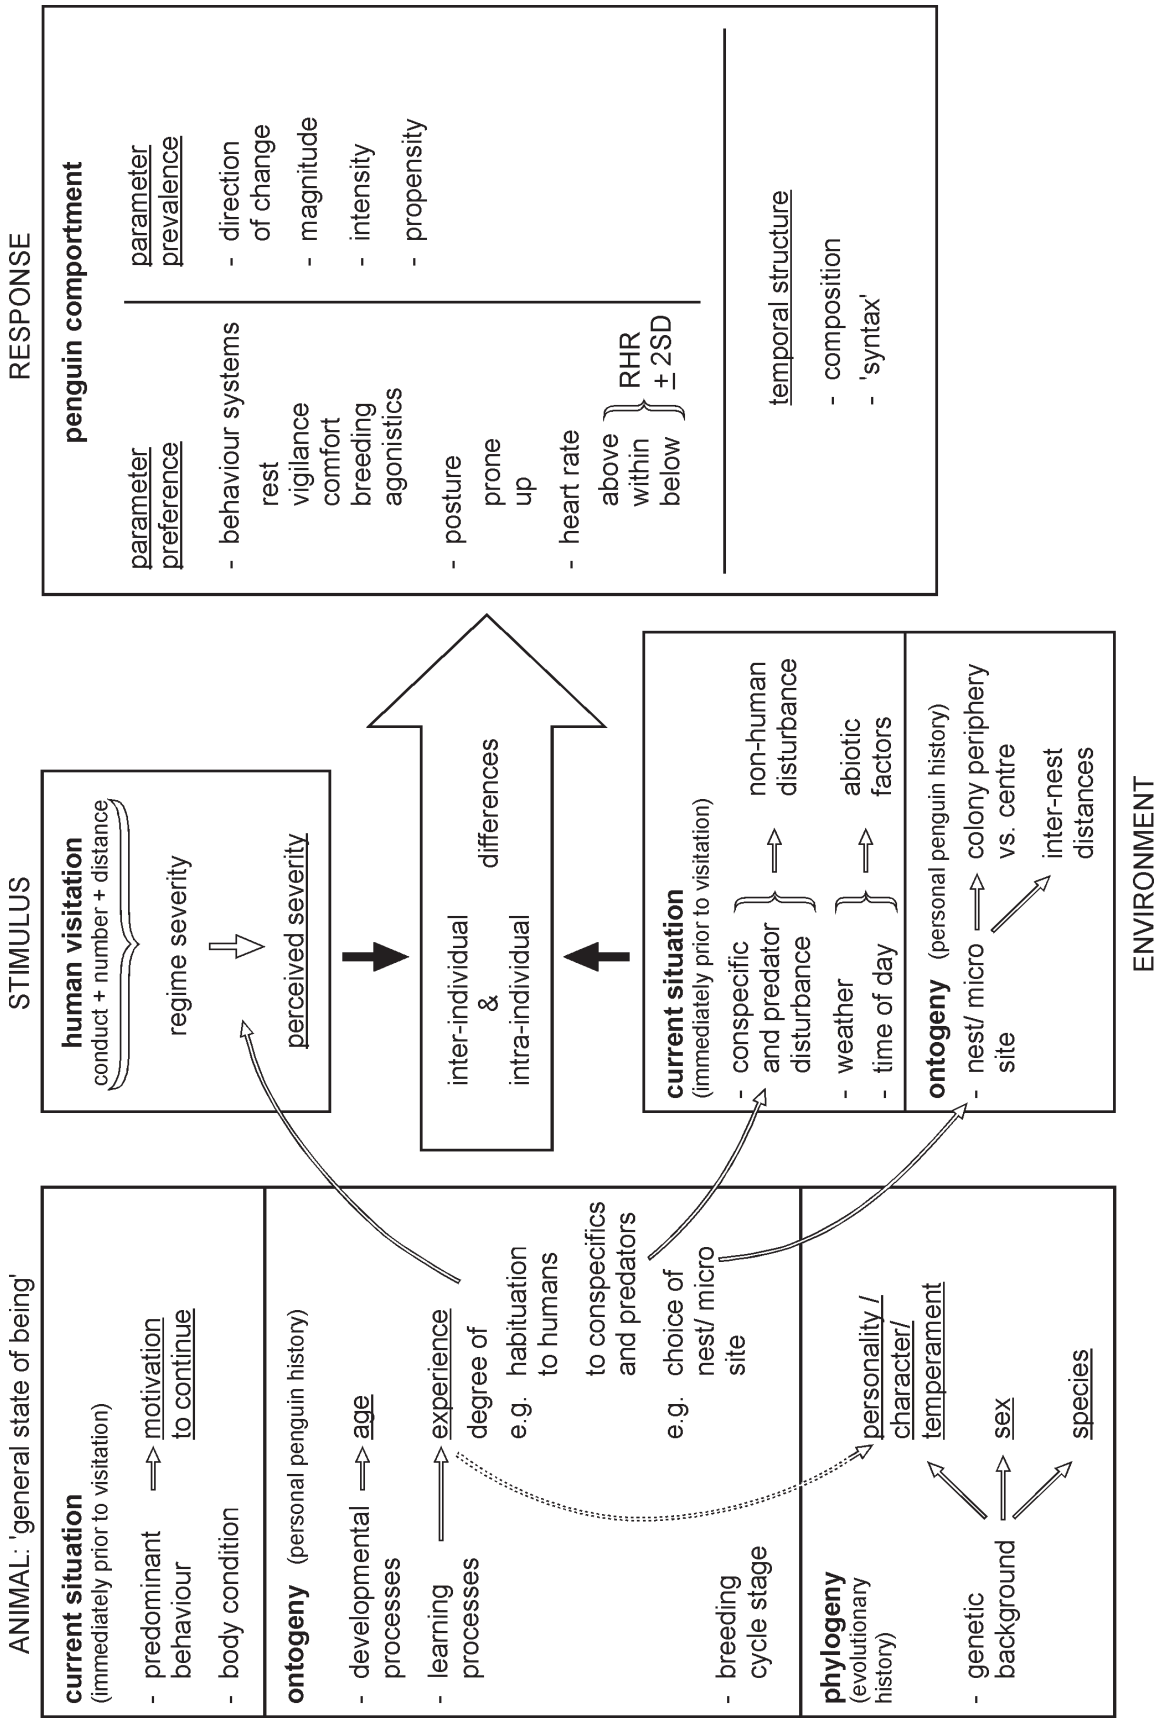 ANIMAL: 'general state of being'
current situation
(immediately prior to visitation)
- predominant
behaviour
motivation
to continue
- body condition
ontogeny (personal penguin history)
- developmental
processes
age
- learning
processes
experience
degree of
e.g. habituation
to humans
to conspecifics
and predators
e.g. choice of
nest/ micro
site
- breeding
cycle stage
phylogeny
(evolutionary
history)
- genetic
background
personality /
character/
temperament
sex
species
STIMULUS
human visitation
conduct + number + distance
regime severity
perceived severity
inter-individual
&
intra-individual
differences
current situation
(immediately prior to visitation)
- conspecific
and predator
disturbance
non-human
disturbance
- weather
- time of day
abiotic
factors
ontogeny (personal penguin history)
- nest/ micro
site
colony periphery
vs. centre
inter-nest
distances
ENVIRONMENT
RESPONSE
penguin comportment
parameter
preference
- behaviour systems
rest
vigilance
comfort
breeding
agonistics
- posture
prone
up
- heart rate
above
within
below
RHR
± 2SD
parameter
prevalence
- direction
of change
- magnitude
- intensity
- propensity
temporal structure
- composition
- 'syntax'